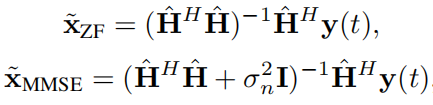 x̃_ZF = (Ĥ^H Ĥ)^{−1} Ĥ^H y(t),
x̃_MMSE = (Ĥ^H Ĥ + σ_n^2 I)^{−1} Ĥ^H y(t).